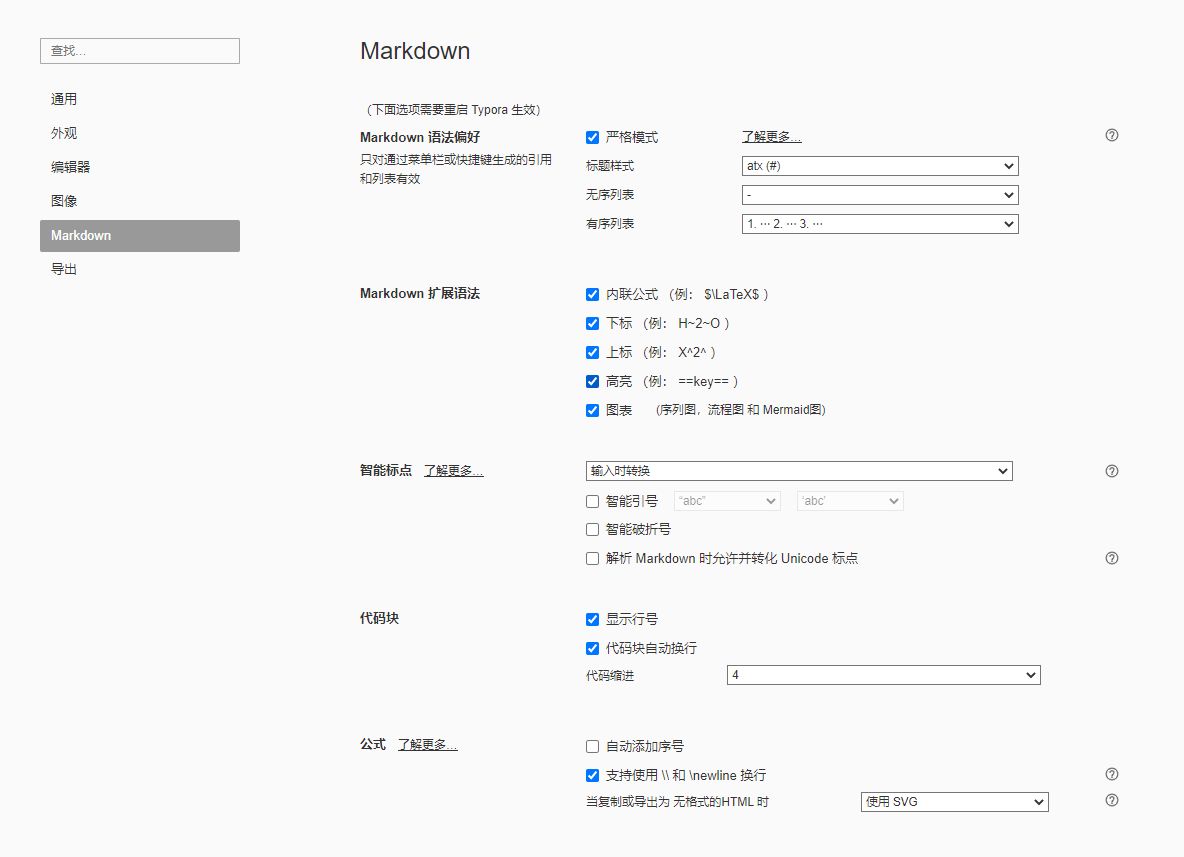 查找...
通用
外观
编辑器
图像
Markdown
导出
Markdown
（下面选项需要重启 Typora 生效）
Markdown 语法偏好
只对通过菜单栏或快捷键生成的引用
和列表有效
严格模式 了解更多...
标题样式 atx (#)
无序列表 -
有序列表 1. ··· 2. ··· 3. ···
Markdown 扩展语法
内联公式 （例： $\LaTeX$ ）
下标 （例： H~2~O ）
上标 （例： X^2^ ）
高亮 （例： ==key== ）
图表 (序列图，流程图 和 Mermaid图)
智能标点 了解更多... 输入时转换
智能引号 “abc” ‘abc’
智能破折号
解析 Markdown 时允许并转化 Unicode 标点
代码块
显示行号
代码块自动换行
代码缩进 4
公式 了解更多...
自动添加序号
支持使用 \\ 和 \newline 换行
当复制或导出为 无格式的HTML 时 使用 SVG